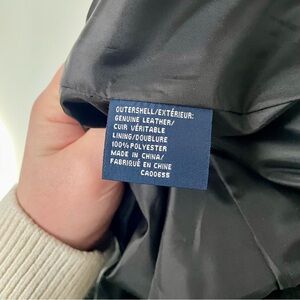 OUTERSHELL/EXTÉRIEUR:
GENUINE LEATHER/
CUIR VÉRITABLE
LINING/DOUBLURE
100% POLYESTER
MADE IN CHINA/
FABRIQUÉ EN CHINE
CA00655